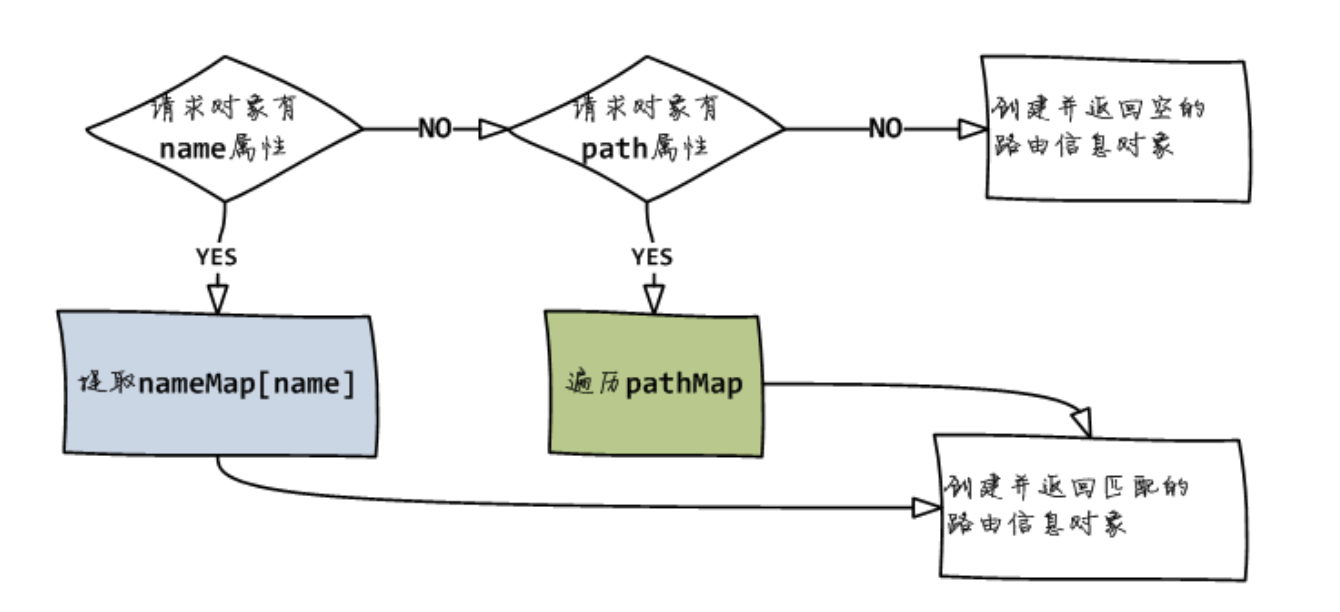 请求对象有
name属性
NO
请求对象有
path属性
NO
创建并返回空的
路由信息对象
YES
YES
提取nameMap[name]
遍历pathMap
创建并返回匹配的
路由信息对象